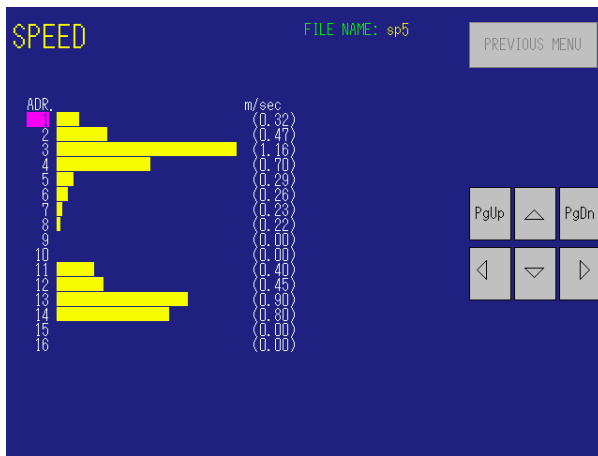 SPEED
FILE NAME: sp5
PREVIOUS MENU
ADR. m/sec
1 (0.32)
2 (0.47)
3 (1.16)
4 (0.70)
5 (0.29)
6 (0.26)
7 (0.23)
8 (0.22)
9 (0.00)
10 (0.00)
11 (0.40)
12 (0.45)
13 (0.90)
14 (0.80)
15 (0.00)
16 (0.00)
PgUp
PgDn